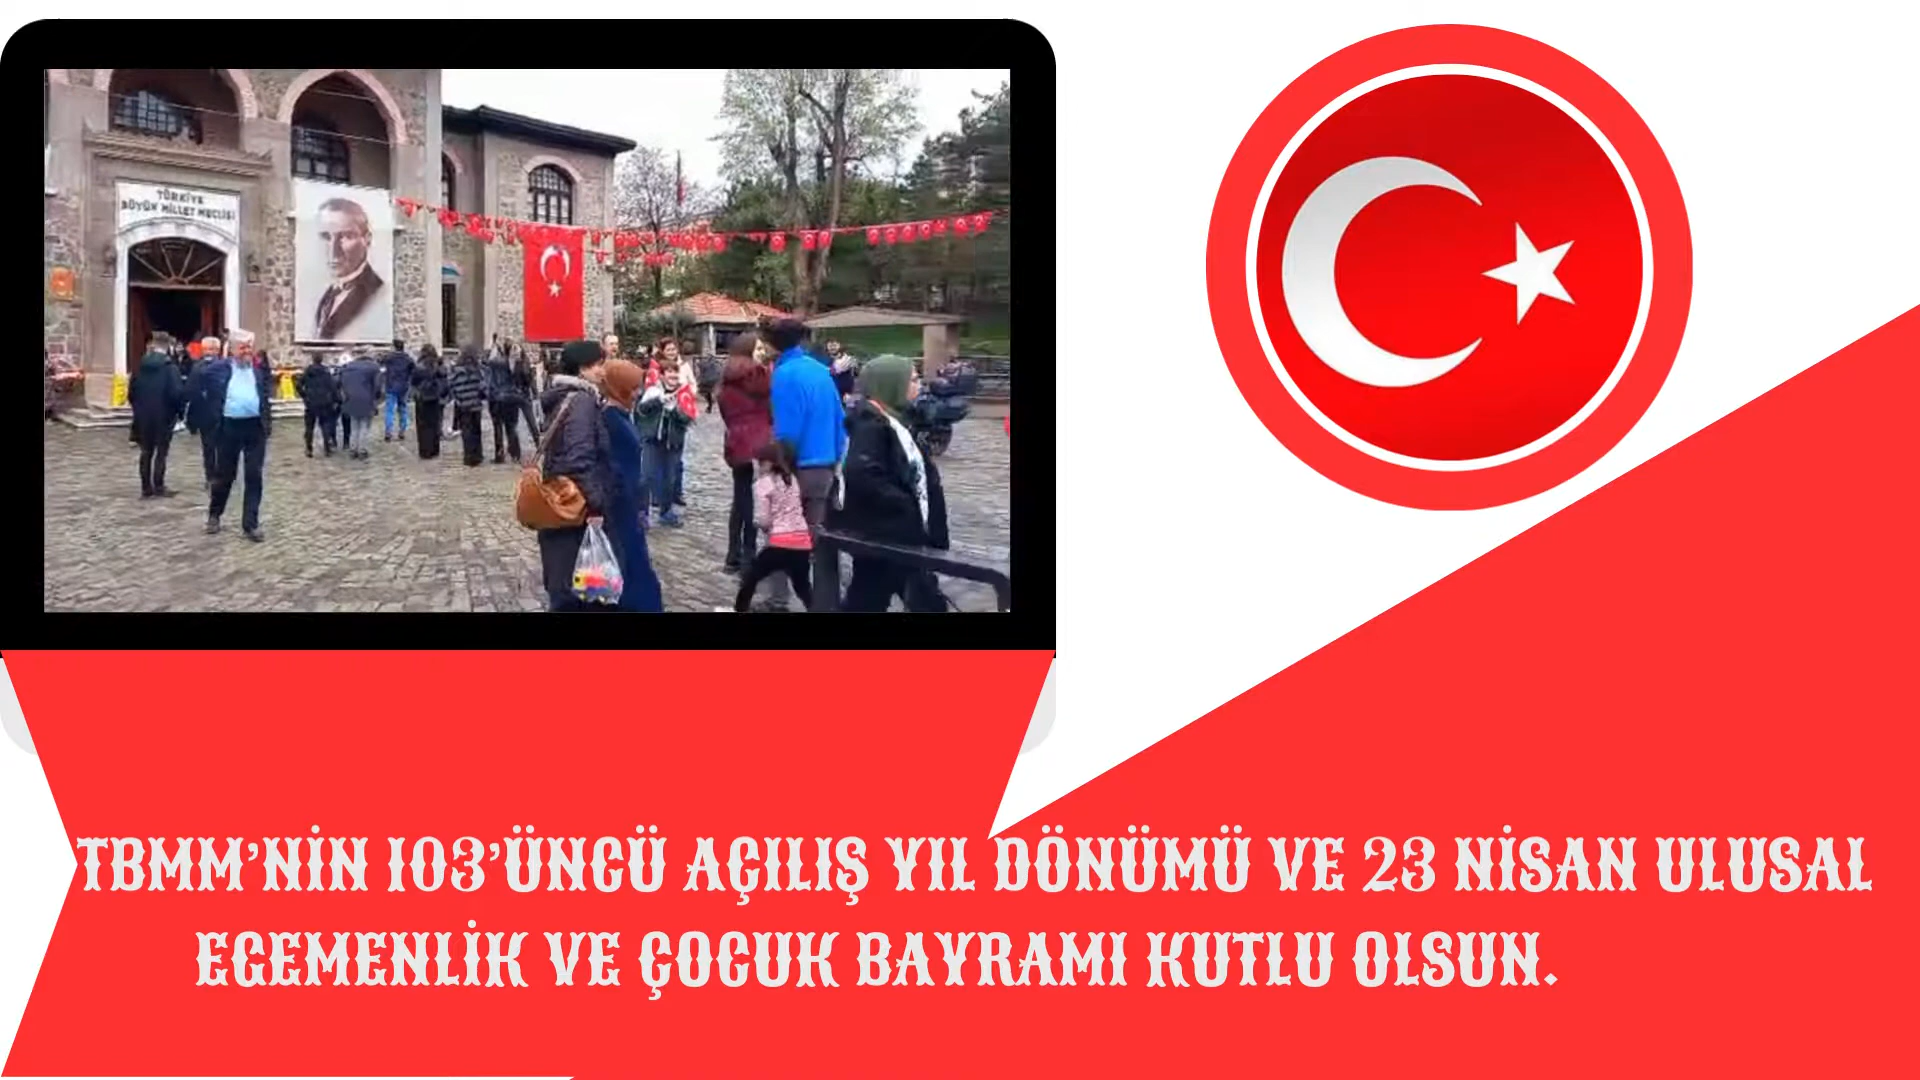 TÜRKİYE
BÜYÜK MİLLET MECLİSİ
TBMM'NİN 103'ÜNCÜ AÇILIŞ YIL DÖNÜMÜ VE 23 NİSAN ULUSAL
EGEMENLİK VE ÇOCUK BAYRAMI KUTLU OLSUN.